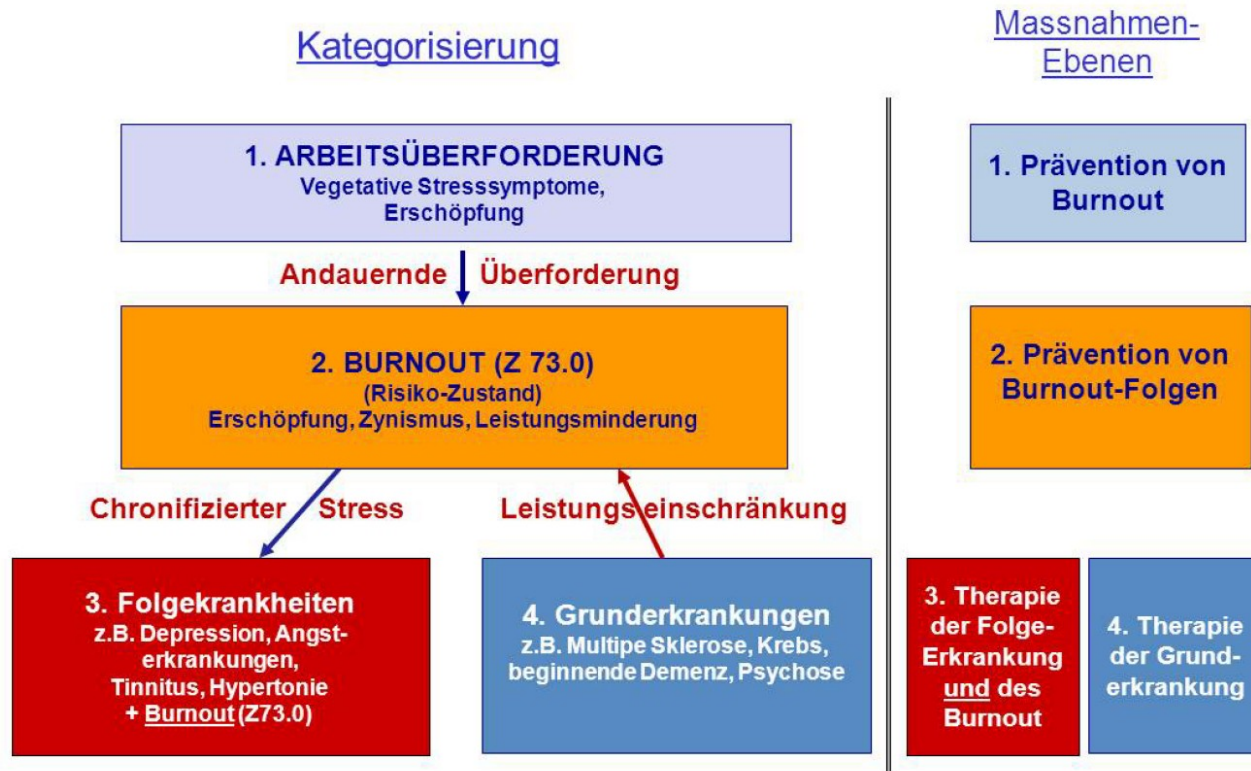 Kategorisierung
Massnahmen-
Ebenen
1. ARBEITSÜBERFORDERUNG
Vegetative Stresssymptome,
Erschöpfung
1. Prävention von
Burnout
Andauernde Überforderung
2. BURNOUT (Z 73.0)
(Risiko-Zustand)
Erschöpfung, Zynismus, Leistungsminderung
2. Prävention von
Burnout-Folgen
Chronifizierter Stress
Leistungseinschränkung
3. Folgekrankheiten
z.B. Depression, Angst-
erkrankungen,
Tinnitus, Hypertonie
+ Burnout (Z73.0)
4. Grunderkrankungen
z.B. Multipe Sklerose, Krebs,
beginnende Demenz, Psychose
3. Therapie
der Folge-
Erkrankung
und des
Burnout
4. Therapie
der Grund-
erkrankung